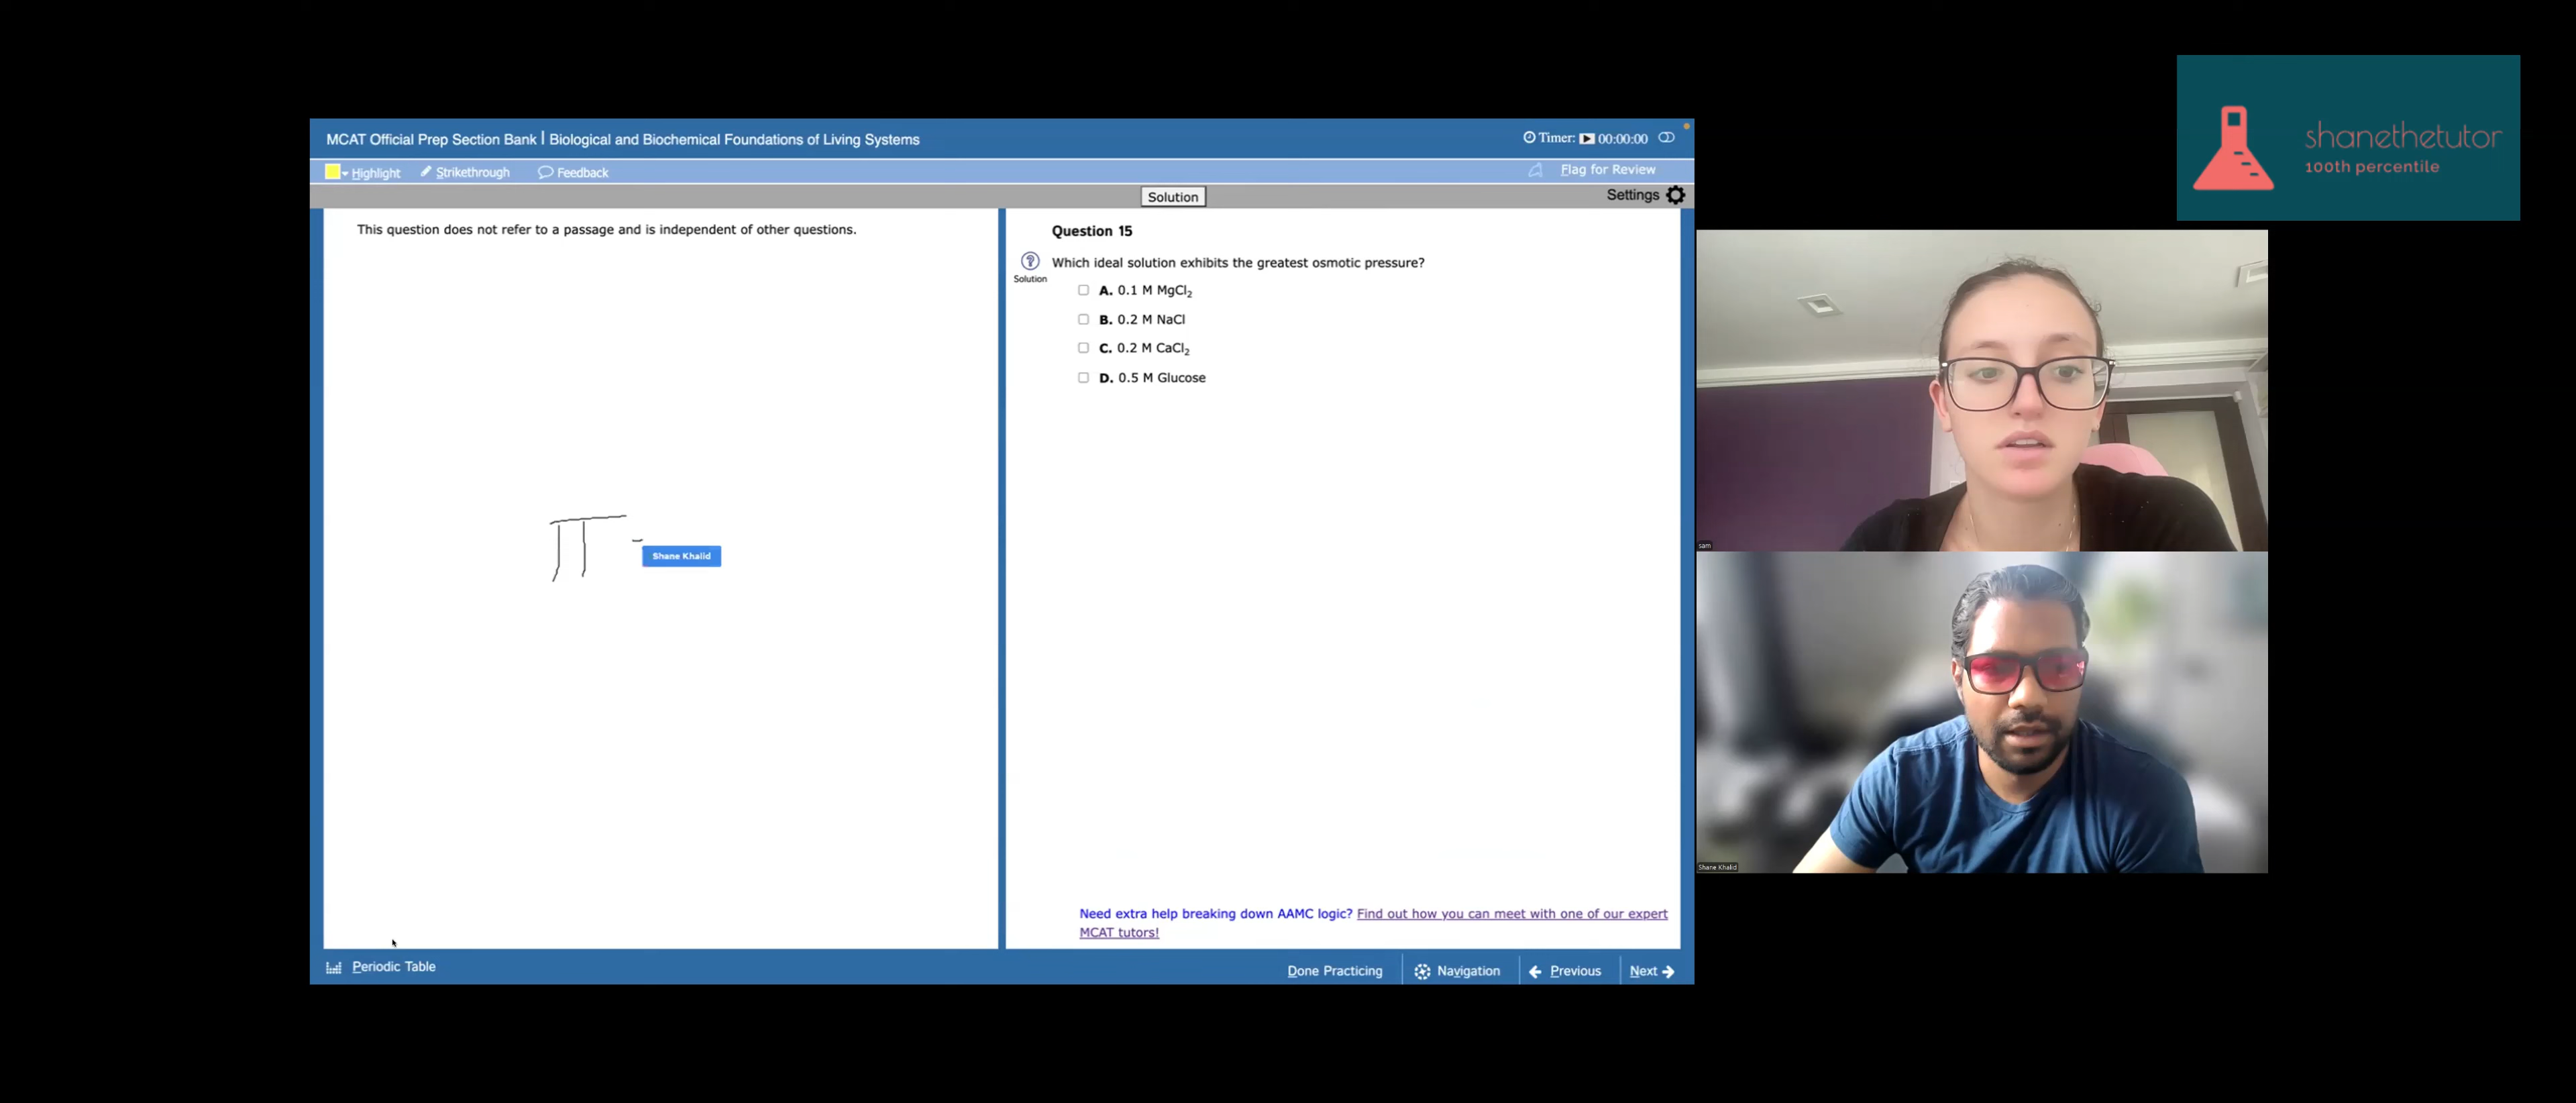 shanethetutor
100th percentile
MCAT Official Prep Section Bank | Biological and Biochemical Foundations of Living Systems
Timer: 00:00:00
Highlight Strikethrough Feedback
Flag for Review
Solution
Settings
This question does not refer to a passage and is independent of other questions.
Question 15
Solution
Which ideal solution exhibits the greatest osmotic pressure?
A. 0.1 M MgCl₂
B. 0.2 M NaCl
C. 0.2 M CaCl₂
D. 0.5 M Glucose
π -
Shane Khalid
sam
Shane Khalid
Need extra help breaking down AAMC logic? Find out how you can meet with one of our expert
MCAT tutors!
Periodic Table
Done Practicing
Navigation
Previous
Next